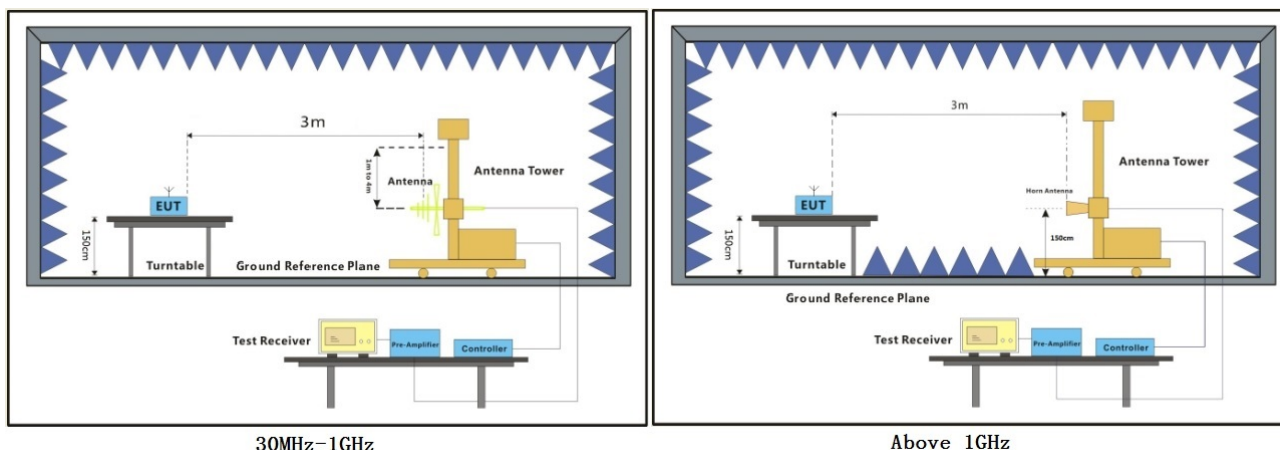 3m
1m to 4m
Antenna
Antenna Tower
EUT
150cm
Turntable
Ground Reference Plane
Test Receiver
Pre-Amplifier
Controller
30MHz-1GHz
3m
Antenna Tower
Horn Antenna
EUT
150cm
150cm
Turntable
Ground Reference Plane
Test Receiver
Pre-Amplifier
Controller
Above 1GHz